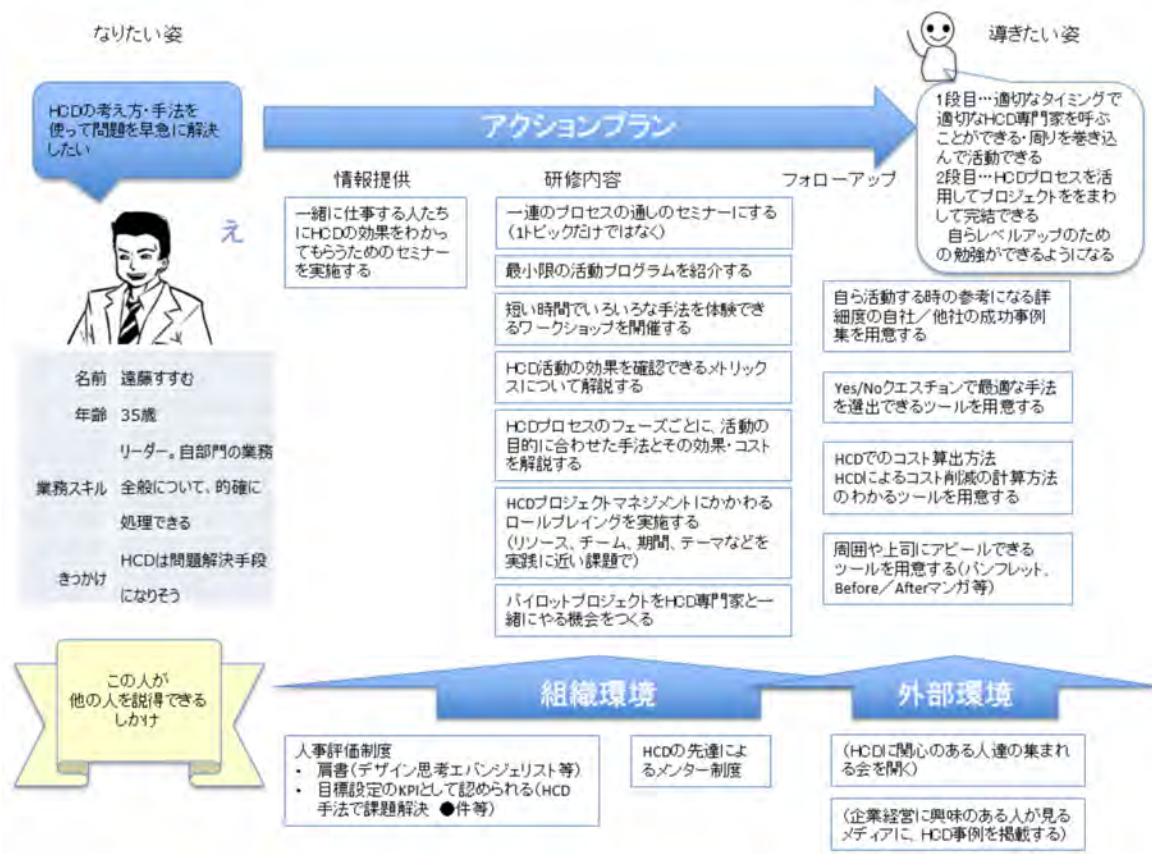 なりたい姿
導きたい姿
HCDの考え方・手法を
使って問題を早急に解決
したい
アクションプラン
1段目…適切なタイミングで
適切なHCD専門家を呼ぶ
ことができる・周りを巻き込
んで活動できる
2段目…HCDプロセスを活
用してプロジェクトををまわ
して完結できる
自らレベルアップのため
の勉強ができるようになる
情報提供
研修内容
フォローアップ
え
一緒に仕事する人たち
にHCDの効果をわかっ
てもらうためのセミナー
を実施する
一連のプロセスの通しのセミナーにする
(1トピックだけではなく)
最小限の活動プログラムを紹介する
短い時間でいろいろな手法を体験でき
るワークショップを開催する
HCD活動の効果を確認できるメトリック
スについて解説する
HCDプロセスのフェーズごとに、活動の
目的に合わせた手法とその効果・コスト
を解説する
HCDプロジェクトマネジメントにかかわる
ロールプレイングを実施する
(リソース、チーム、期間、テーマなどを
実践に近い課題で)
パイロットプロジェクトをHCD専門家と一
緒にやる機会をつくる
自ら活動する時の参考になる詳
細度の自社／他社の成功事例
集を用意する
Yes/Noクエスチョンで最適な手法
を選出できるツールを用意する
HCDでのコスト算出方法
HCDによるコスト削減の計算方法
のわかるツールを用意する
周囲や上司にアピールできる
ツールを用意する(パンフレット、
Before／Afterマンガ等)
名前 遠藤すすむ
年齢 35歳
リーダー。自部門の業務
業務スキル 全般について、的確に
処理できる
HCDは問題解決手段
きっかけ
になりそう
この人が
他の人を説得できる
しかけ
組織環境
外部環境
人事評価制度
・ 肩書(デザイン思考エバンジェリスト等)
・ 目標設定のKPIとして認められる(HCD
手法で課題解決 ●件等)
HCDの先達によ
るメンター制度
(HCDに関心のある人達の集まれ
る会を開く)
(企業経営に興味のある人が見る
メディアに、HCD事例を掲載する)